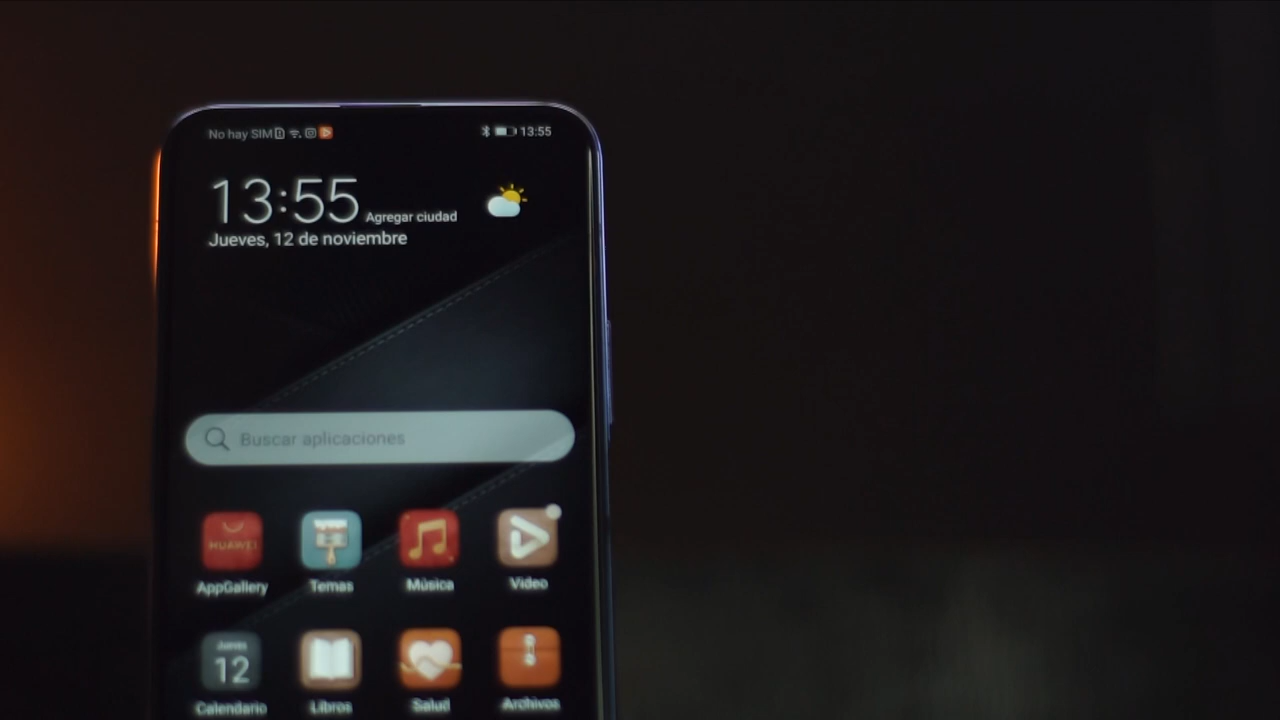 No hay SIM 13:55
13:55 Agregar ciudad
Jueves, 12 de noviembre
Buscar aplicaciones
HUAWEI
AppGallery Temas Música Video
Jueves
12
Calendario Libros Salud Archivos